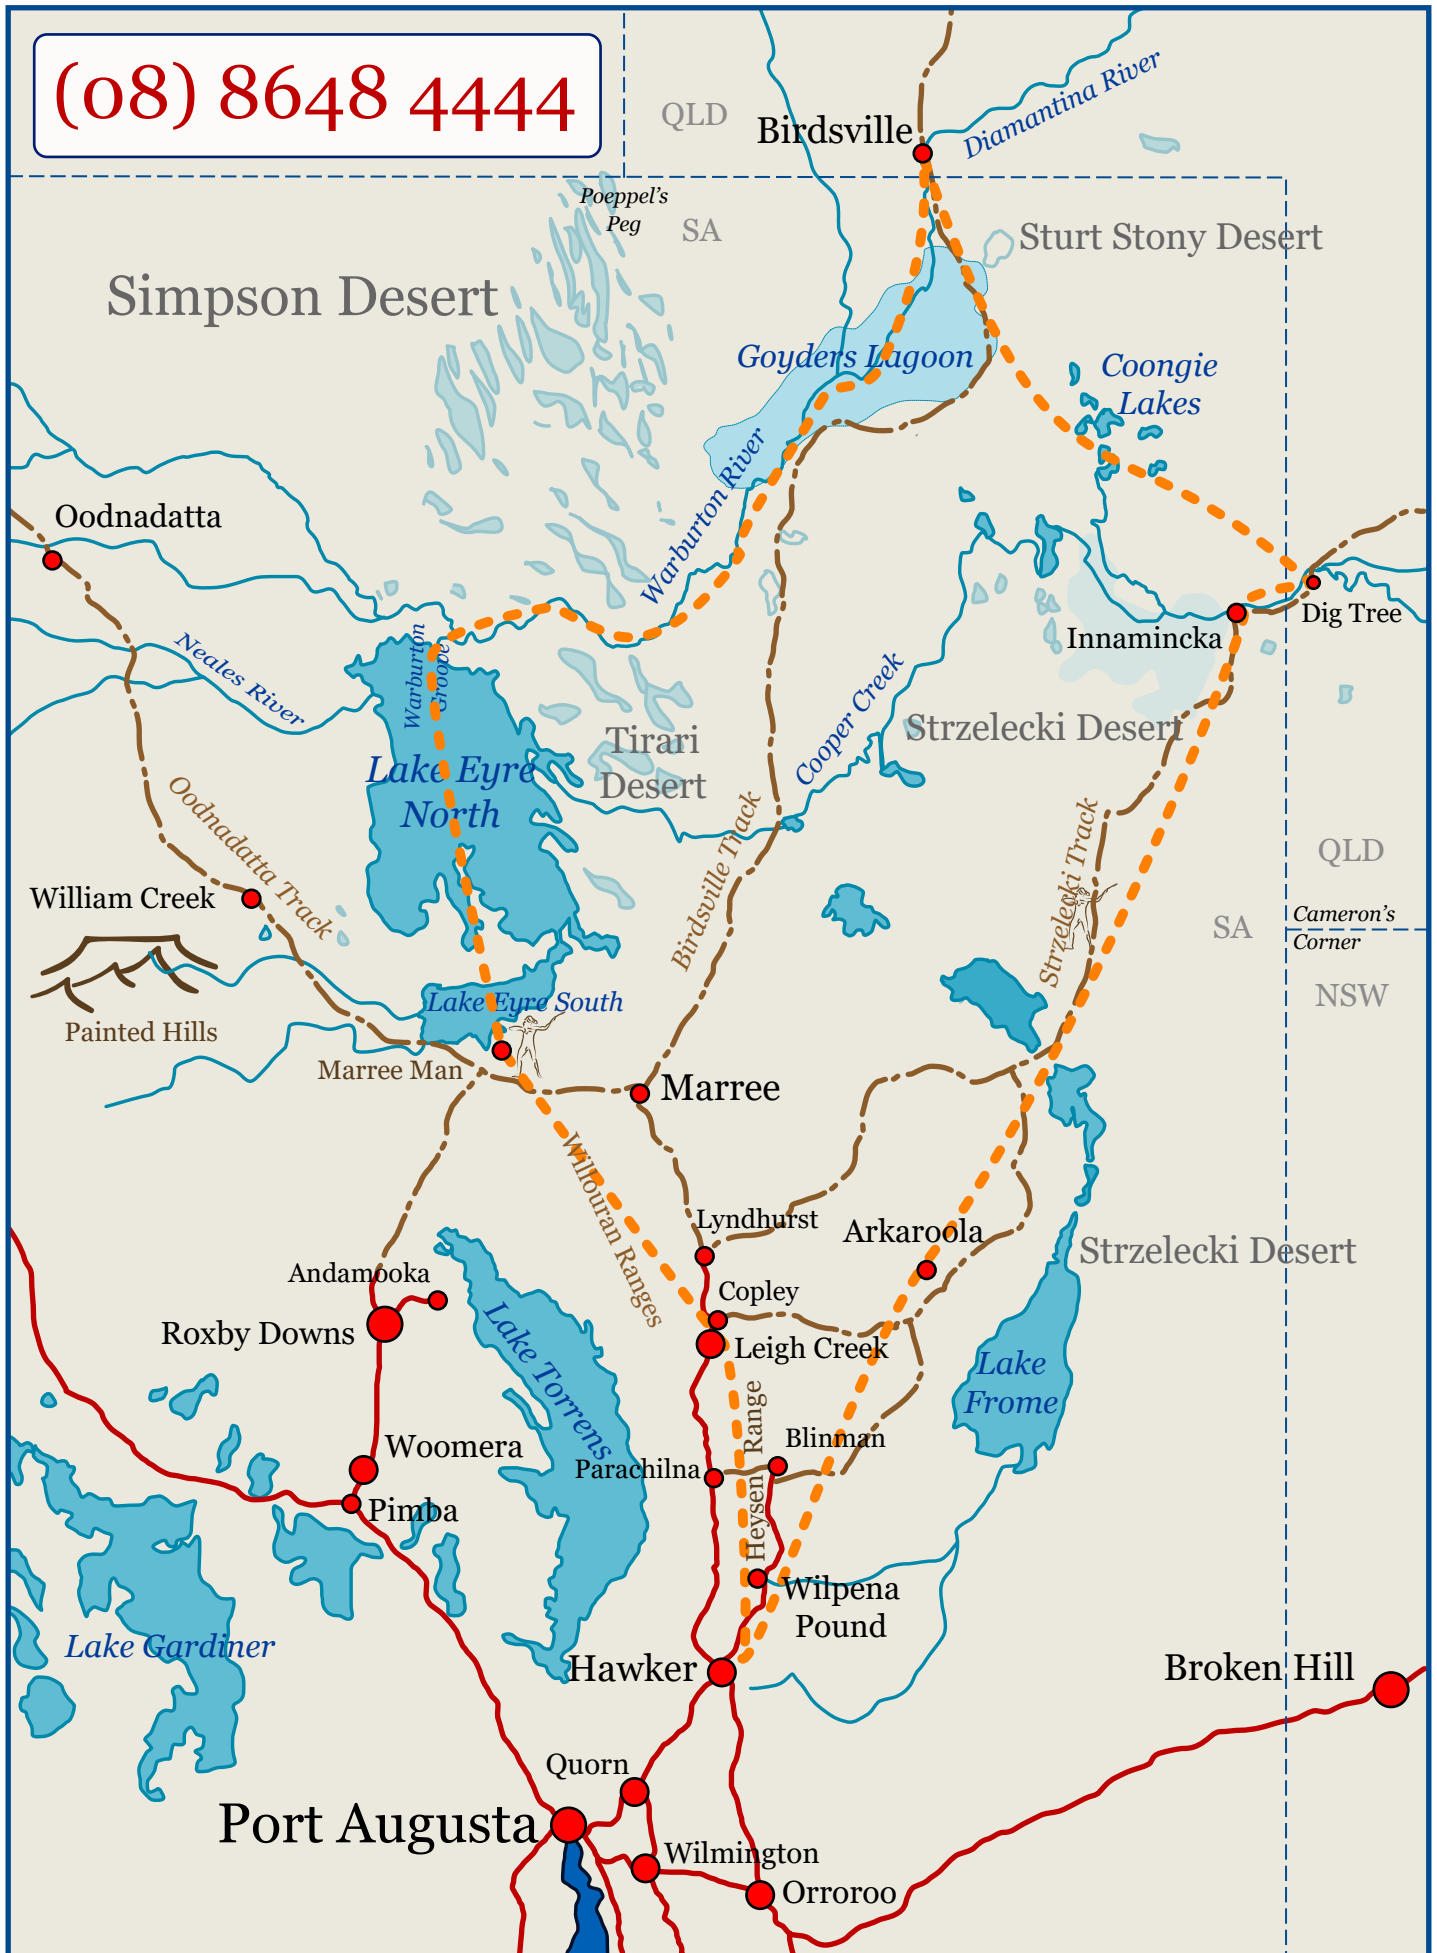 (08) 8648 4444
QLD
Diamantina River
Birdsville
Poeppel's
Peg
SA
Sturt Stony Desert
Simpson Desert
Goyders Lagoon
Coongie
Lakes
Warburton River
Oodnadatta
Dig Tree
Innamincka
Neales River
Warburton
Groove
Cooper Creek
Strzelecki Desert
Tirari
Desert
Lake Eyre
North
Oodnadatta Track
Birdsville Track
Strzelecki Track
QLD
William Creek
Cameron's
Corner
SA
NSW
Lake Eyre South
Painted Hills
Marree Man
Marree
Willouran Ranges
Lyndhurst
Arkaroola
Strzelecki Desert
Andamooka
Copley
Roxby Downs
Leigh Creek
Lake Torrens
Lake
Frome
Heysen Range
Blinman
Woomera
Parachilna
Pimba
Wilpena
Pound
Lake Gardiner
Hawker
Broken Hill
Quorn
Port Augusta
Wilmington
Orroroo